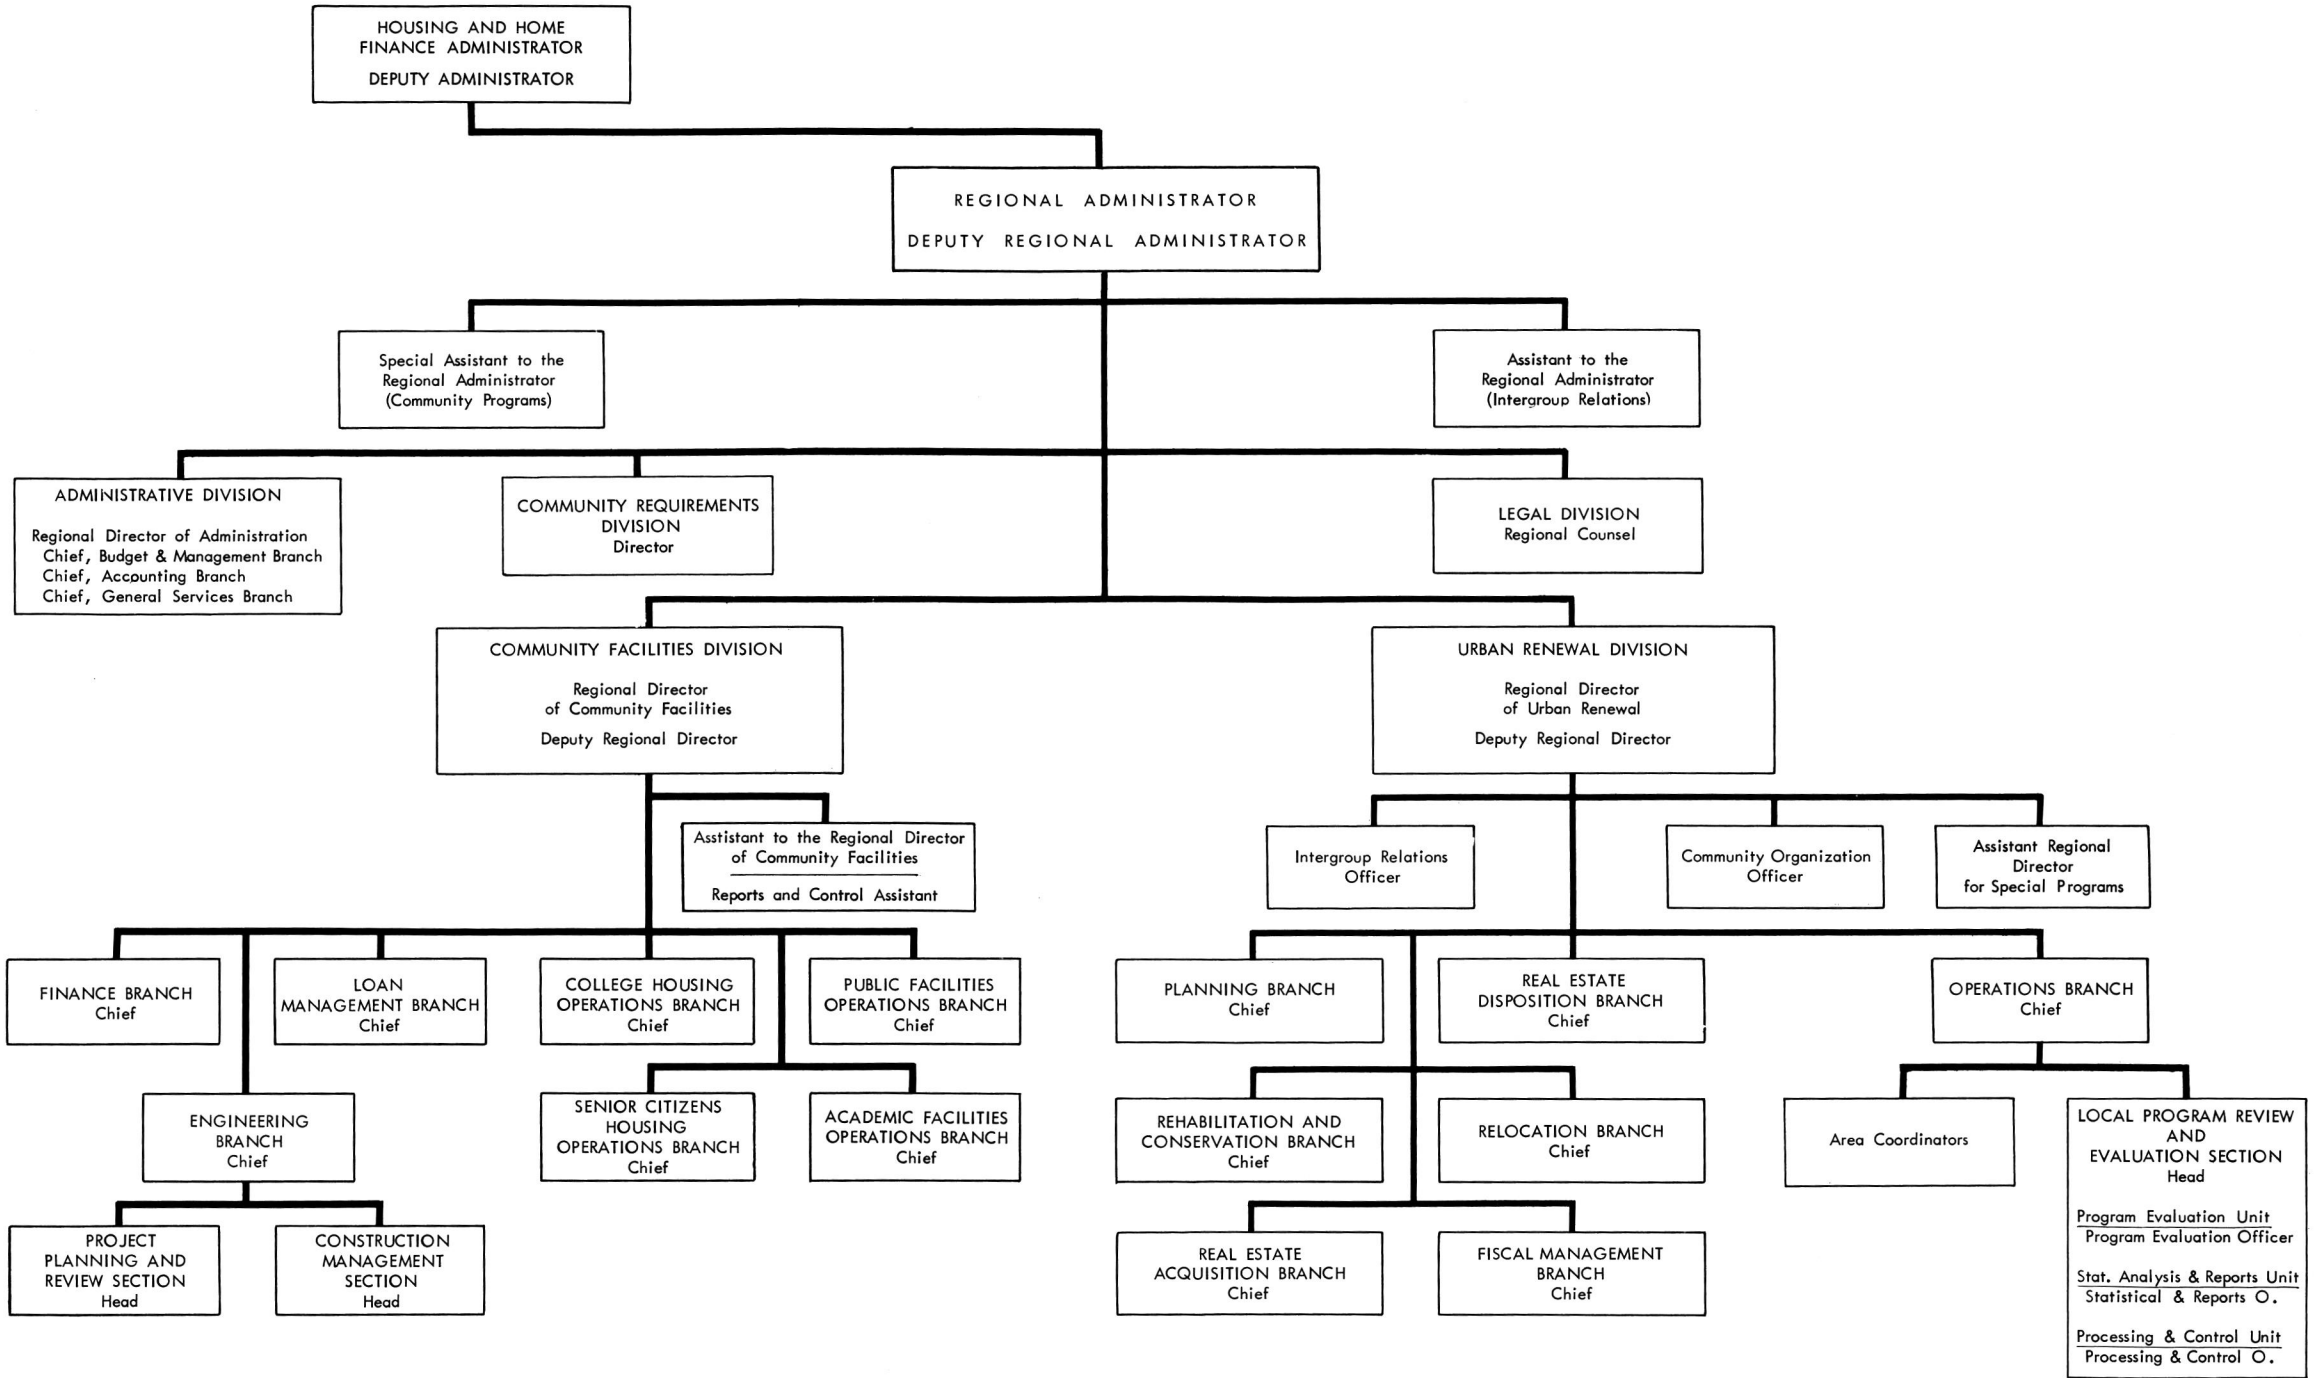 HOUSING AND HOME
FINANCE ADMINISTRATOR
DEPUTY ADMINISTRATOR
REGIONAL ADMINISTRATOR
DEPUTY REGIONAL ADMINISTRATOR
Special Assistant to the
Regional Administrator
(Community Programs)
Assistant to the
Regional Administrator
(Intergroup Relations)
ADMINISTRATIVE DIVISION
Regional Director of Administration
Chief, Budget & Management Branch
Chief, Accounting Branch
Chief, General Services Branch
COMMUNITY REQUIREMENTS
DIVISION
Director
LEGAL DIVISION
Regional Counsel
COMMUNITY FACILITIES DIVISION
Regional Director
of Community Facilities
Deputy Regional Director
URBAN RENEWAL DIVISION
Regional Director
of Urban Renewal
Deputy Regional Director
Asstistant to the Regional Director
of Community Facilities
Reports and Control Assistant
Intergroup Relations
Officer
Community Organization
Officer
Assistant Regional
Director
for Special Programs
FINANCE BRANCH
Chief
LOAN
MANAGEMENT BRANCH
Chief
COLLEGE HOUSING
OPERATIONS BRANCH
Chief
PUBLIC FACILITIES
OPERATIONS BRANCH
Chief
PLANNING BRANCH
Chief
REAL ESTATE
DISPOSITION BRANCH
Chief
OPERATIONS BRANCH
Chief
ENGINEERING
BRANCH
Chief
SENIOR CITIZENS
HOUSING
OPERATIONS BRANCH
Chief
ACADEMIC FACILITIES
OPERATIONS BRANCH
Chief
REHABILITATION AND
CONSERVATION BRANCH
Chief
RELOCATION BRANCH
Chief
Area Coordinators
LOCAL PROGRAM REVIEW
AND
EVALUATION SECTION
Head
Program Evaluation Unit
Program Evaluation Officer
Stat. Analysis & Reports Unit
Statistical & Reports O.
Processing & Control Unit
Processing & Control O.
PROJECT
PLANNING AND
REVIEW SECTION
Head
CONSTRUCTION
MANAGEMENT
SECTION
Head
REAL ESTATE
ACQUISITION BRANCH
Chief
FISCAL MANAGEMENT
BRANCH
Chief